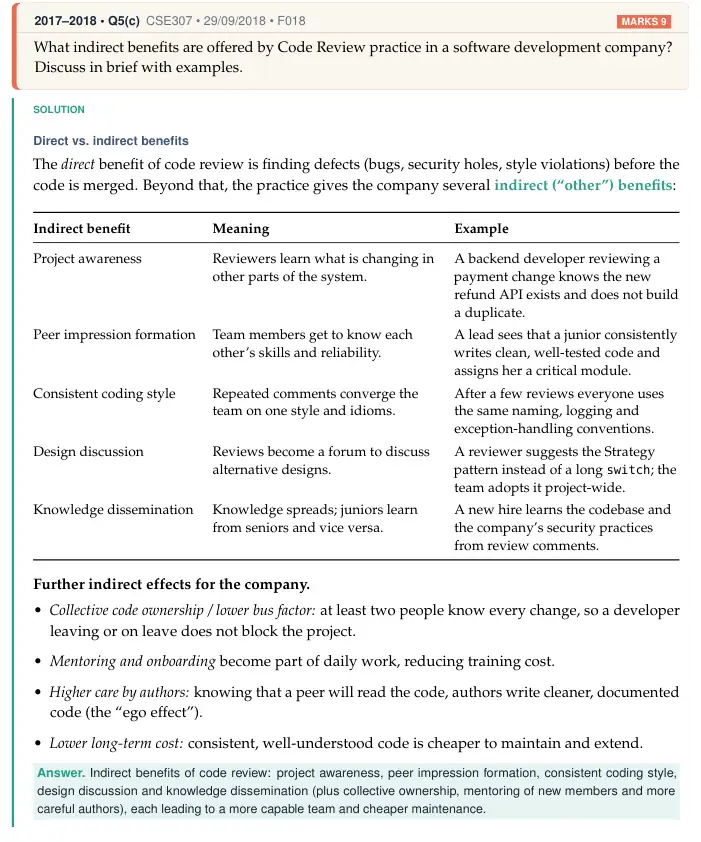 2017–2018 • Q5(c) CSE307 • 29/09/2018 • F018 MARKS 9
What indirect benefits are offered by Code Review practice in a software development company?
Discuss in brief with examples.
SOLUTION
Direct vs. indirect benefits
The direct benefit of code review is finding defects (bugs, security holes, style violations) before the
code is merged. Beyond that, the practice gives the company several indirect (“other”) benefits:
Indirect benefit Meaning Example
Project awareness Reviewers learn what is changing in A backend developer reviewing a
other parts of the system. payment change knows the new
refund API exists and does not build
a duplicate.
Peer impression formation Team members get to know each A lead sees that a junior consistently
other’s skills and reliability. writes clean, well-tested code and
assigns her a critical module.
Consistent coding style Repeated comments converge the After a few reviews everyone uses
team on one style and idioms. the same naming, logging and
exception-handling conventions.
Design discussion Reviews become a forum to discuss A reviewer suggests the Strategy
alternative designs. pattern instead of a long switch; the
team adopts it project-wide.
Knowledge dissemination Knowledge spreads; juniors learn A new hire learns the codebase and
from seniors and vice versa. the company’s security practices
from review comments.
Further indirect effects for the company.
• Collective code ownership / lower bus factor: at least two people know every change, so a developer
leaving or on leave does not block the project.
• Mentoring and onboarding become part of daily work, reducing training cost.
• Higher care by authors: knowing that a peer will read the code, authors write cleaner, documented
code (the “ego effect”).
• Lower long-term cost: consistent, well-understood code is cheaper to maintain and extend.
Answer. Indirect benefits of code review: project awareness, peer impression formation, consistent coding style,
design discussion and knowledge dissemination (plus collective ownership, mentoring of new members and more
careful authors), each leading to a more capable team and cheaper maintenance.